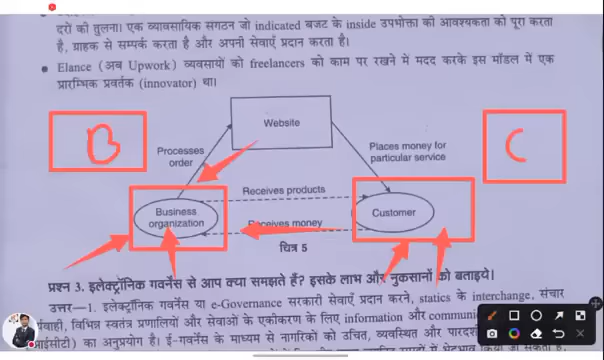 दरों की तुलना। एक व्यावसायिक संगठन जो indicated बजट के inside उपभोक्ता को आवश्यकता को पूरा करता
है, ग्राहक से सम्पर्क करता है और अपनी सेवाएँ प्रदान करता है।
• Elance (अब Upwork) व्यवसायों को freelancers को काम पर रखने में मदद करके इस मॉडल में एक
प्रारम्भिक प्रवर्तक (innovator) था।
B
Website
C
Processes
order
Places money for
particular service
Receives products
Business
organization
Customer
Receives money
चित्र 5
प्रश्न 3. इलेक्ट्रॉनिक गवर्नेंस से आप क्या समझते हैं? इसके लाभ और नुकसानों को बताइये।
उत्तर—1. इलेक्ट्रॉनिक गवर्नेंस या e-Governance सरकारी सेवाएँ प्रदान करने, statics के interchange, संचार
विभिन्न स्वतंत्र प्रणालियों और सेवाओं के एकीकरण के लिए information और
का अनुप्रयोग है। ई-गवर्नेंस के माध्यम से नागरिकों को उचित, व्यवस्थित और